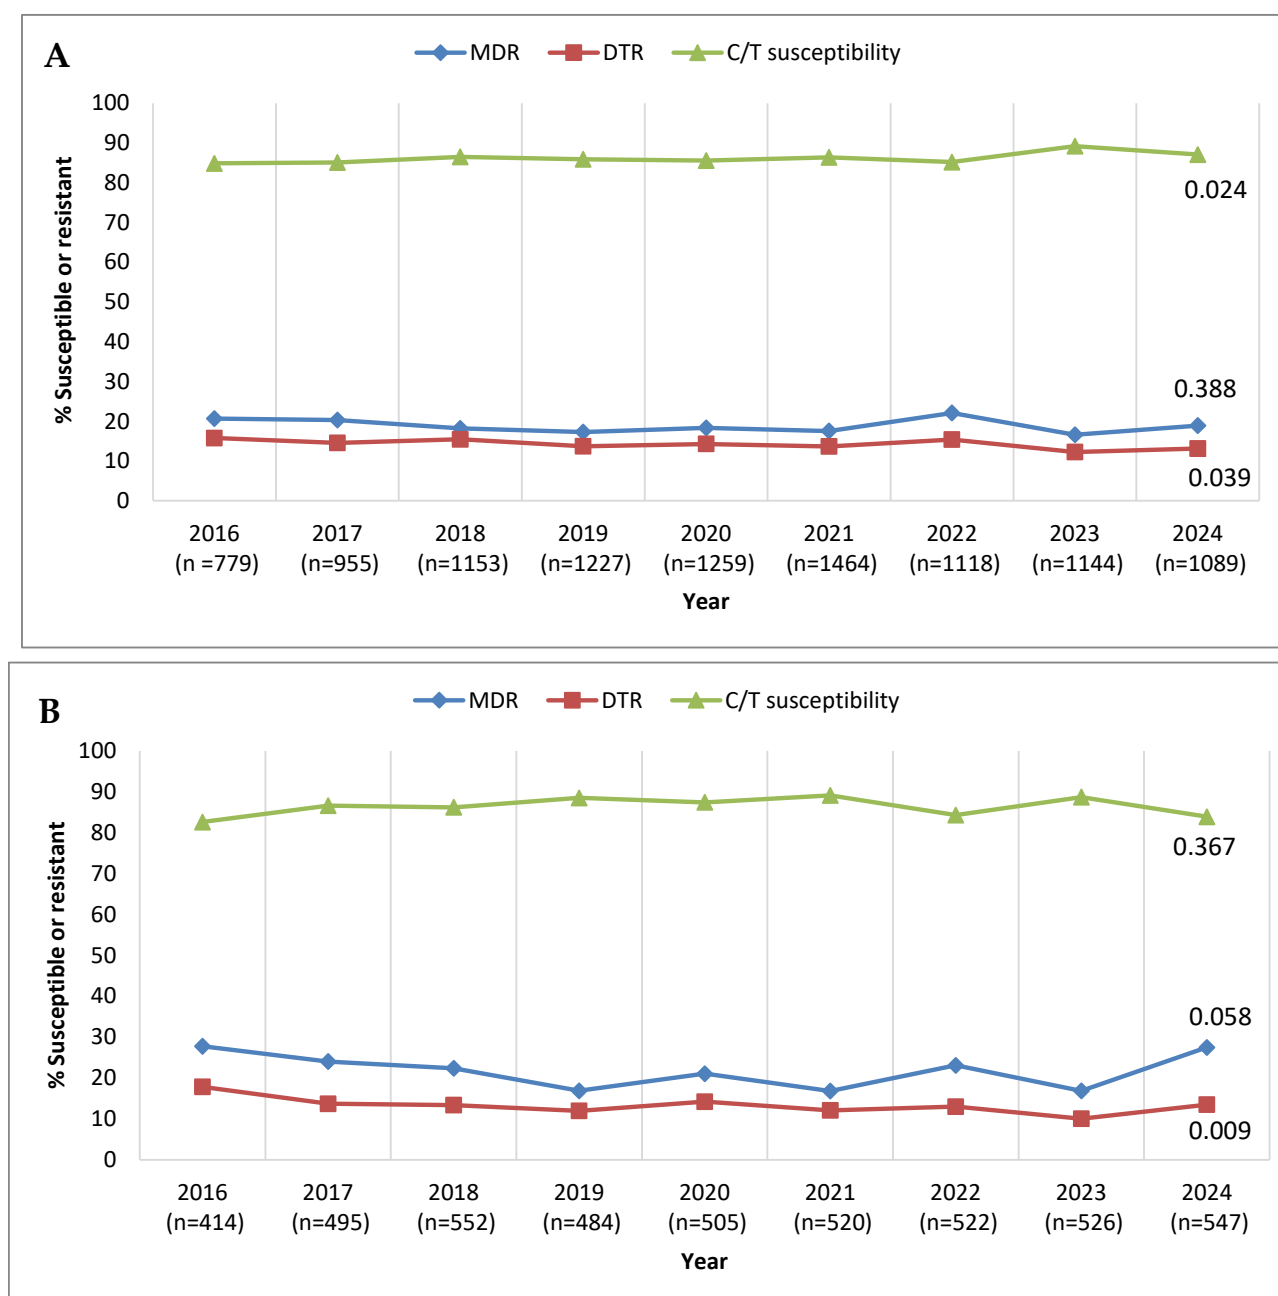 A
MDR DTR C/T susceptibility
% Susceptible or resistant
100
90
80
70
60
50
40
30
20
10
0
0.024
0.388
0.039
2016 2017 2018 2019 2020 2021 2022 2023 2024
(n =779) (n=955) (n=1153) (n=1227) (n=1259) (n=1464) (n=1118) (n=1144) (n=1089)
Year
B
MDR DTR C/T susceptibility
% Susceptible or resistant
100
90
80
70
60
50
40
30
20
10
0
0.367
0.058
0.009
2016 2017 2018 2019 2020 2021 2022 2023 2024
(n=414) (n=495) (n=552) (n=484) (n=505) (n=520) (n=522) (n=526) (n=547)
Year